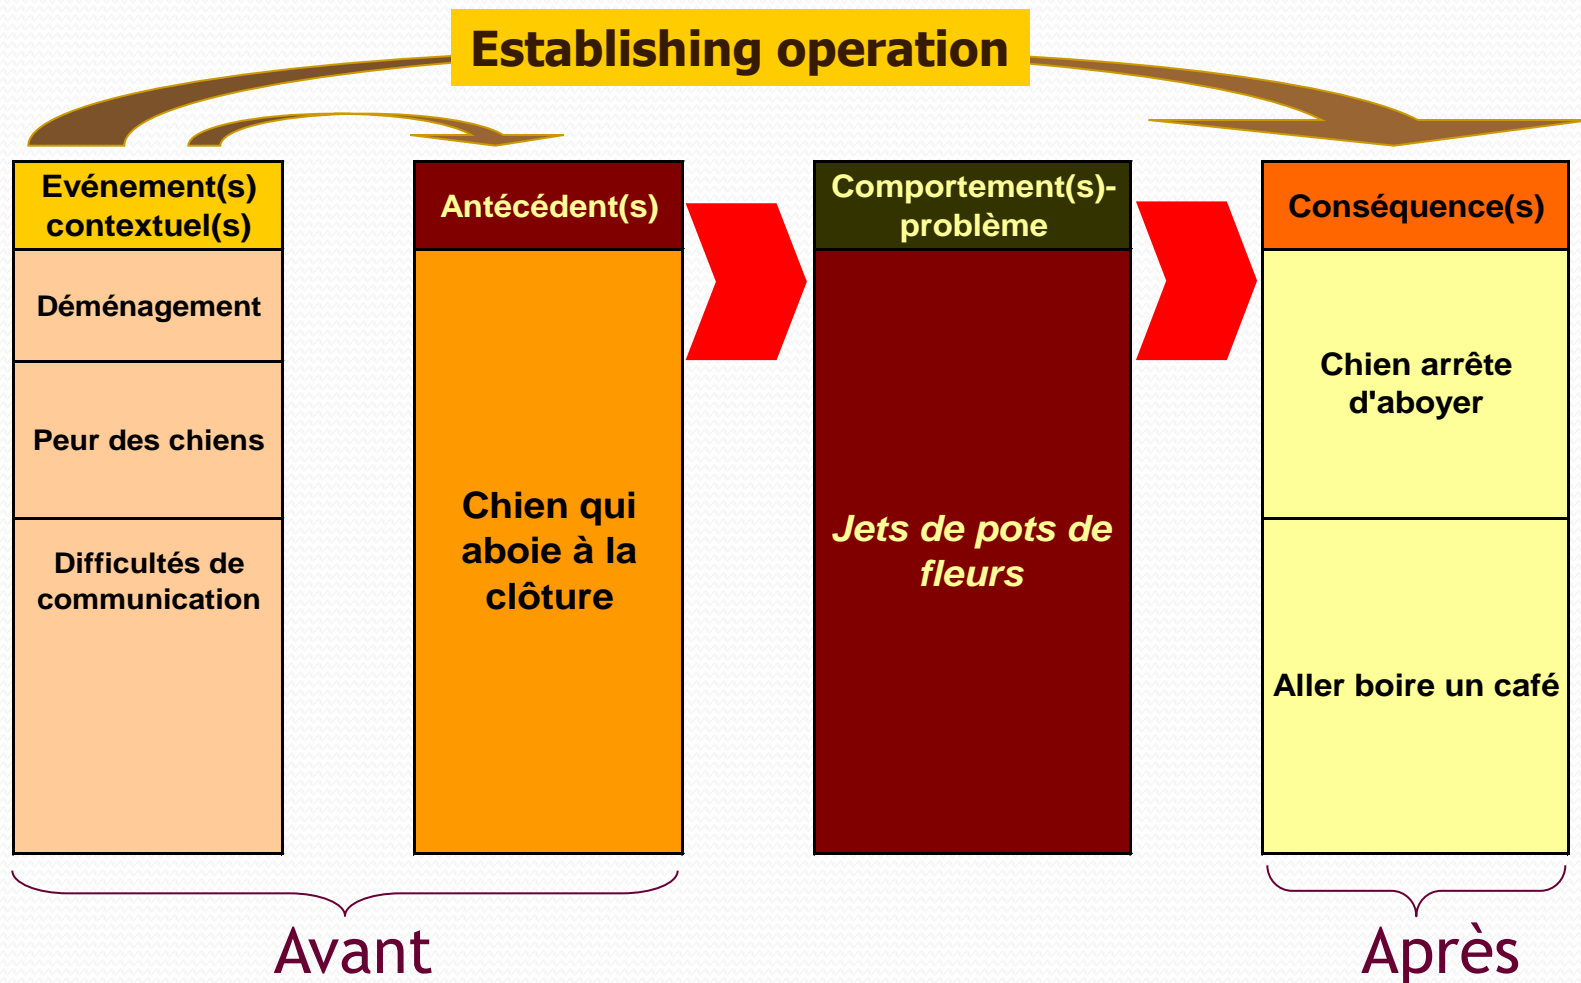 Establishing operation
Evénement(s)
contextuel(s)
Antécédent(s)
Comportement(s)-
problème
Conséquence(s)
Déménagement
Peur des chiens
Difficultés de
communication
Chien qui
aboie à la
clôture
Jets de pots de
fleurs
Chien arrête
d'aboyer
Aller boire un café
Avant
Après